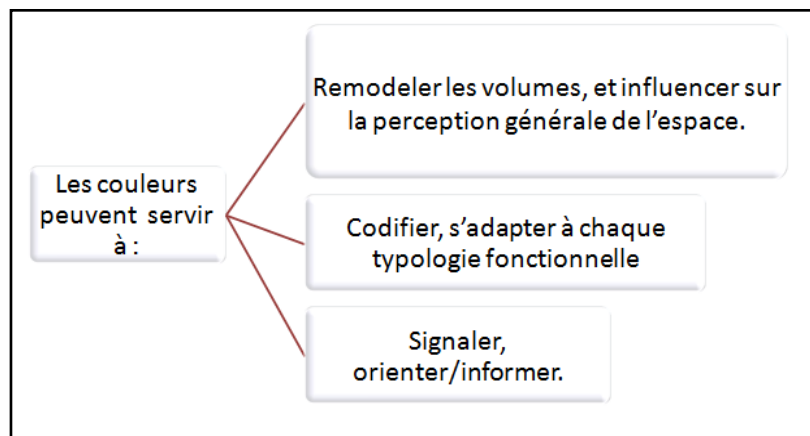 Les couleurs
peuvent servir
à :
Remodeler les volumes, et influencer sur
la perception générale de l’espace.
Codifier, s’adapter à chaque
typologie fonctionnelle
Signaler,
orienter/informer.